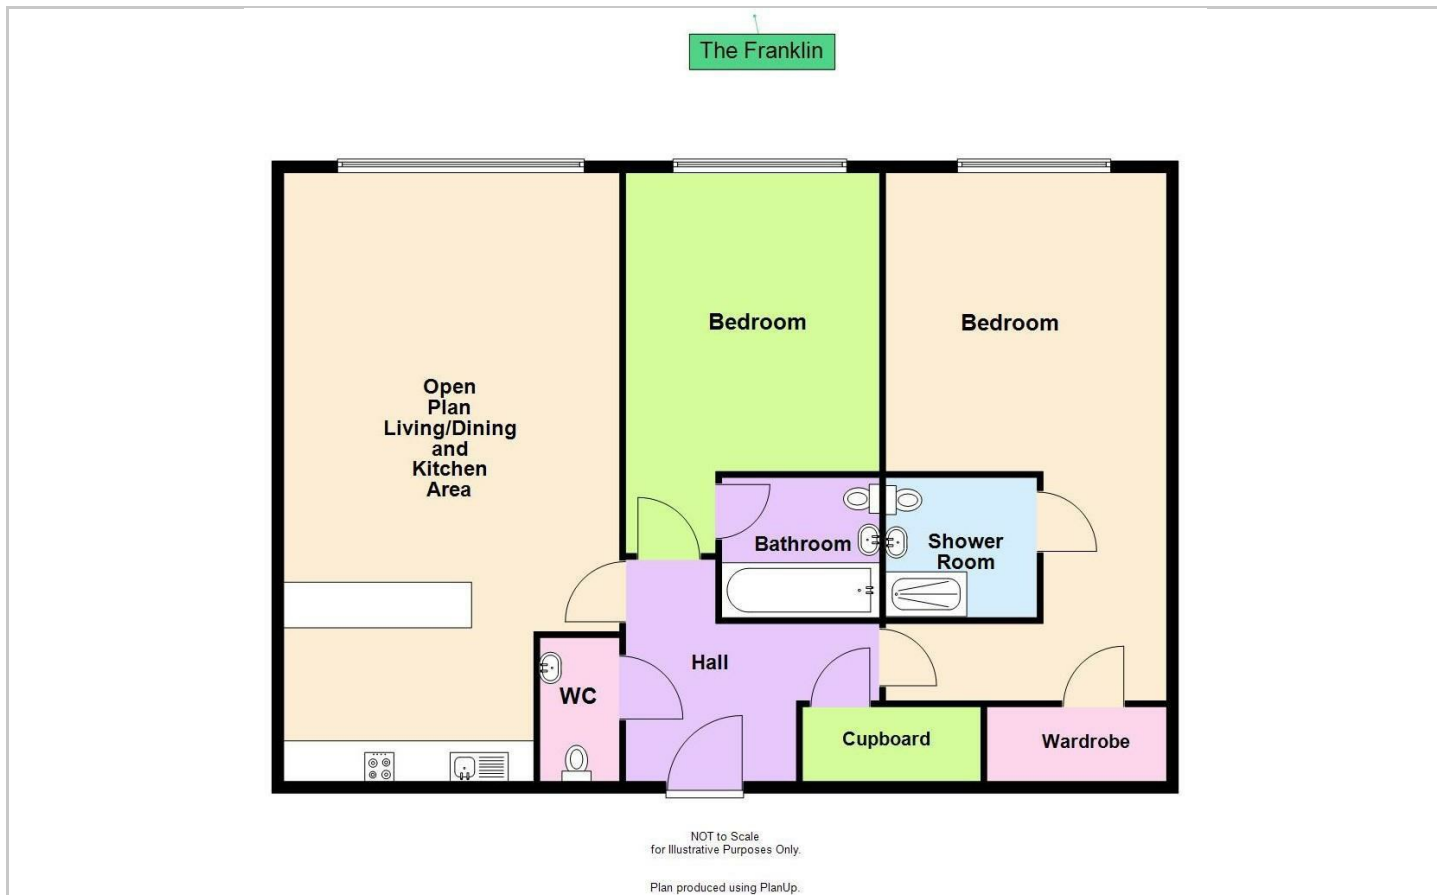 The Franklin
Bedroom
Bedroom
Open
Plan
Living/Dining
and
Kitchen
Area
Bathroom
Shower
Room
Hall
WC
Cupboard
Wardrobe
NOT to Scale
for Illustrative Purposes Only.
Plan produced using PlanUp.